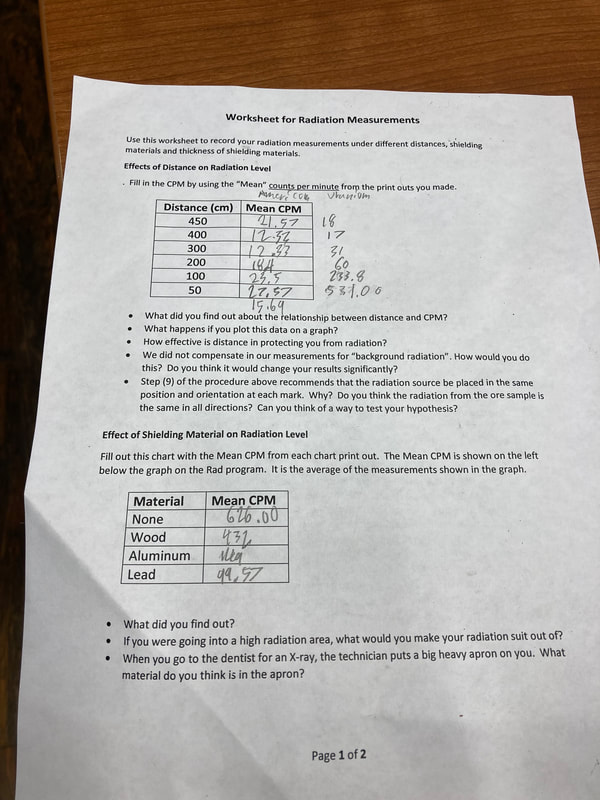 Worksheet for Radiation Measurements
Use this worksheet to record your radiation measurements under different distances, shielding
materials and thickness of shielding materials.
Effects of Distance on Radiation Level
. Fill in the CPM by using the "Mean" counts per minute from the print outs you made.
Distance (cm) Mean CPM
450 21.57 18
400 12.32 17
300 12.33 31
200 60
100 23.5 233.8
50 27.57 531.00
15.69
• What did you find out about the relationship between distance and CPM?
• What happens if you plot this data on a graph?
• How effective is distance in protecting you from radiation?
• We did not compensate in our measurements for "background radiation". How would you do
this? Do you think it would change your results significantly?
• Step (9) of the procedure above recommends that the radiation source be placed in the same
position and orientation at each mark. Why? Do you think the radiation from the ore sample is
the same in all directions? Can you think of a way to test your hypothesis?
Effect of Shielding Material on Radiation Level
Fill out this chart with the Mean CPM from each chart print out. The Mean CPM is shown on the left
below the graph on the Rad program. It is the average of the measurements shown in the graph.
Material Mean CPM
None 626.00
Wood 432
Aluminum
Lead 99.57
• What did you find out?
• If you were going into a high radiation area, what would you make your radiation suit out of?
• When you go to the dentist for an X-ray, the technician puts a big heavy apron on you. What
material do you think is in the apron?
Page 1 of 2